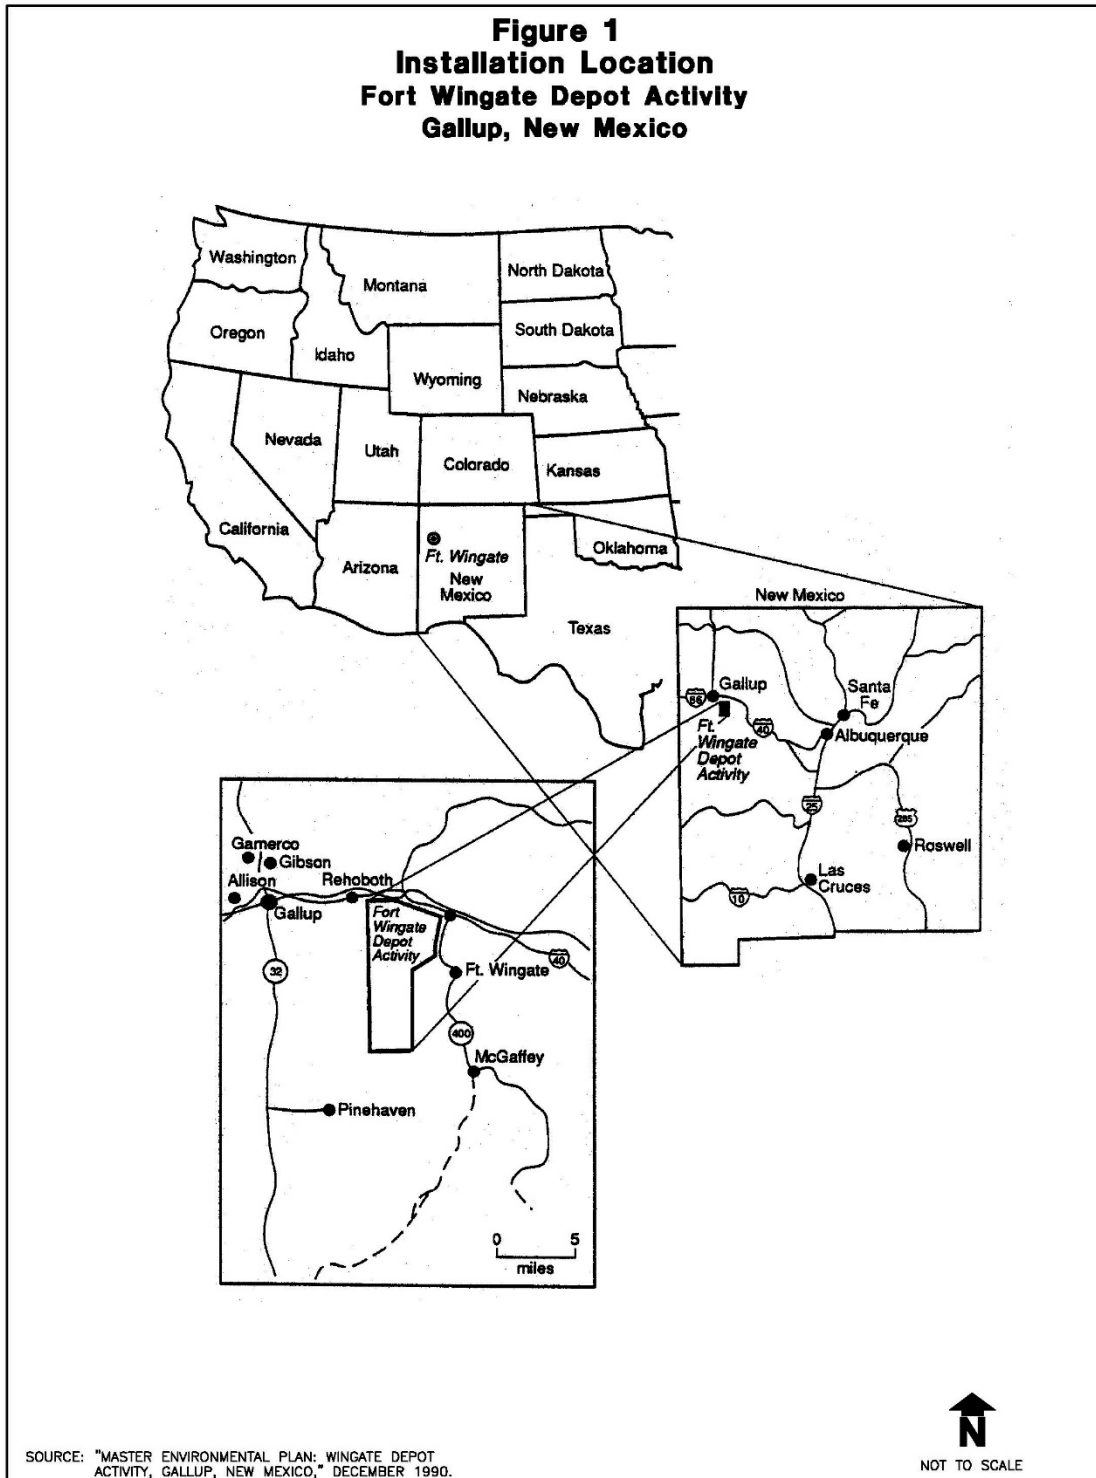 Figure 1
Installation Location
Fort Wingate Depot Activity
Gallup, New Mexico
Washington
Montana
North Dakota
Oregon
Idaho
South Dakota
Wyoming
Nebraska
Nevada
Utah
Colorado
Kansas
California
Arizona
Ft. Wingate
New
Mexico
Oklahoma
Texas
New Mexico
Gallup
66
Santa
Fe
40
Albuquerque
Ft.
Wingate
Depot
Activity
25
285
Roswell
Las
Cruces
10
Gamerco
Gibson
Allison
Rehoboth
Gallup
Fort
Wingate
Depot
Activity
40
32
Ft. Wingate
400
McGaffey
Pinehaven
0 5
miles
N
NOT TO SCALE
SOURCE: "MASTER ENVIRONMENTAL PLAN: WINGATE DEPOT
ACTIVITY, GALLUP, NEW MEXICO," DECEMBER 1990.